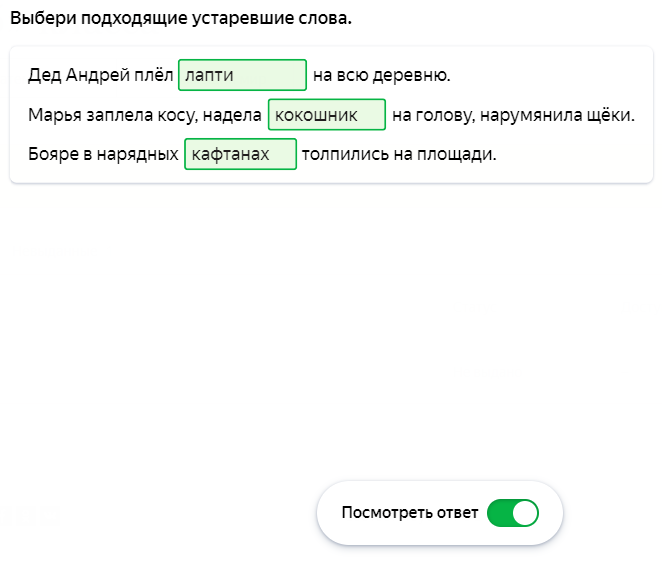 Выбери подходящие устаревшие слова.
Дед Андрей плёл лапти на всю деревню.
Марья заплела косу, надела кокошник на голову, нарумянила щёки.
Бояре в нарядных кафтанах толпились на площади.
Посмотреть ответ